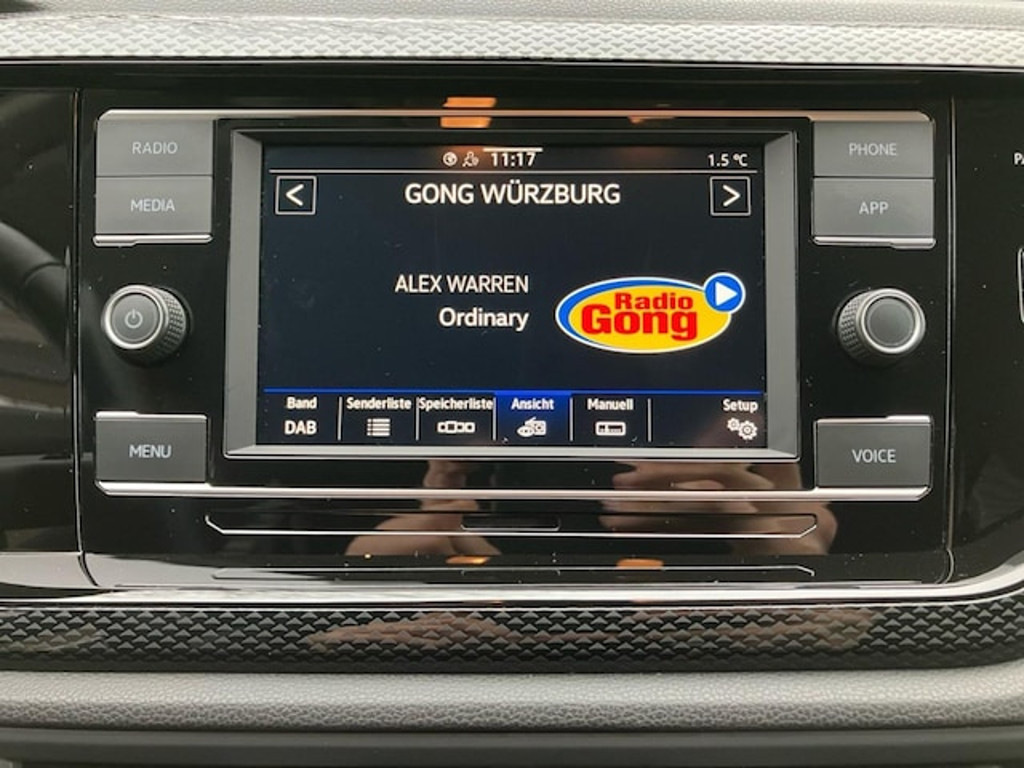 RADIO
MEDIA
MENU
11:17
1.5 °C
< GONG WÜRZBURG >
ALEX WARREN
Ordinary
Radio
Gong
Band
DAB
Senderliste
Speicherliste
Ansicht
Manuell
Setup
PHONE
APP
VOICE